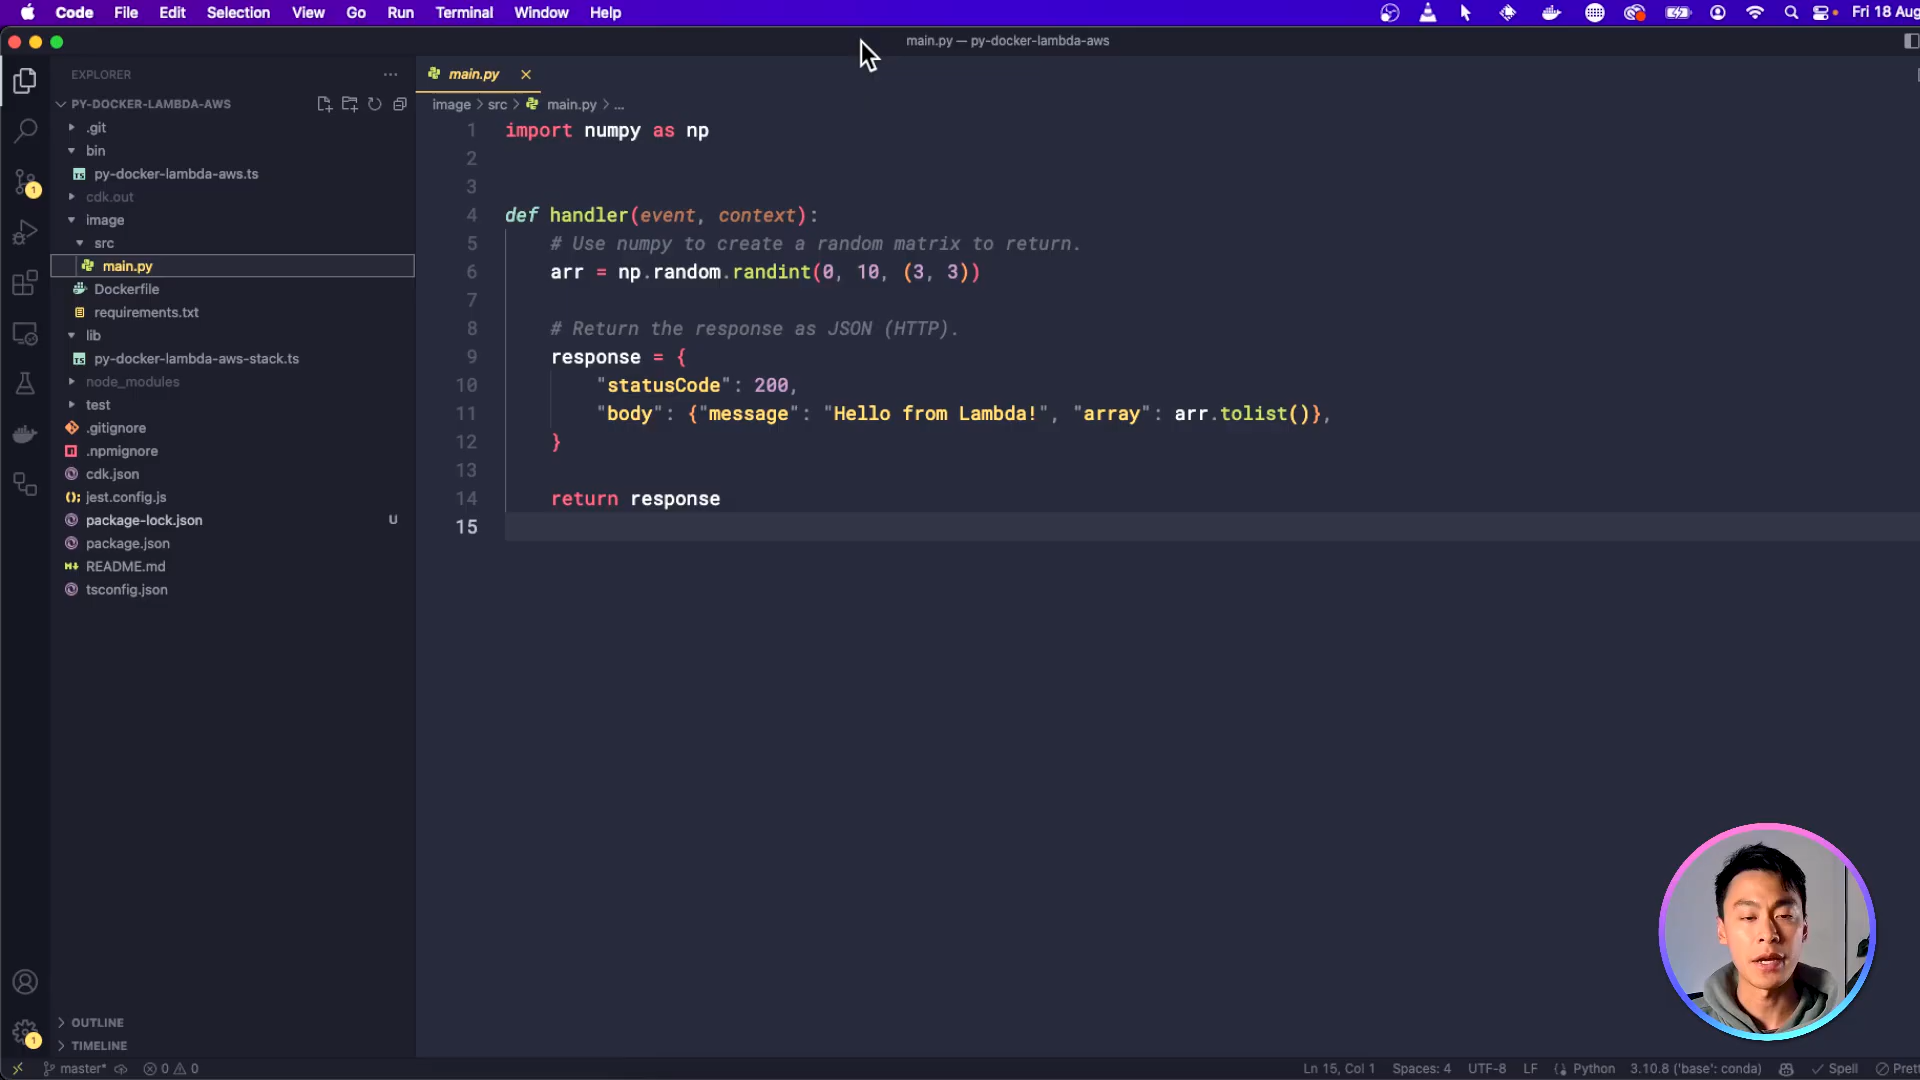 Code File Edit Selection View Go Run Terminal Window Help Fri 18 Aug
main.py — py-docker-lambda-aws
EXPLORER
PY-DOCKER-LAMBDA-AWS
.git
bin
TS py-docker-lambda-aws.ts
cdk.out
image
src
main.py
Dockerfile
requirements.txt
lib
TS py-docker-lambda-aws-stack.ts
node_modules
test
.gitignore
.npmignore
cdk.json
jest.config.js
package-lock.json U
package.json
README.md
tsconfig.json
OUTLINE
TIMELINE
1
1
main.py
image > src > main.py > ...
1 import numpy as np
2
3
4 def handler(event, context):
5 # Use numpy to create a random matrix to return.
6 arr = np.random.randint(0, 10, (3, 3))
7
8 # Return the response as JSON (HTTP).
9 response = {
10 "statusCode": 200,
11 "body": {"message": "Hello from Lambda!", "array": arr.tolist()},
12 }
13
14 return response
15
master* 0 0 Ln 15, Col 1 Spaces: 4 UTF-8 LF Python 3.10.8 ('base': conda) Spell Prett